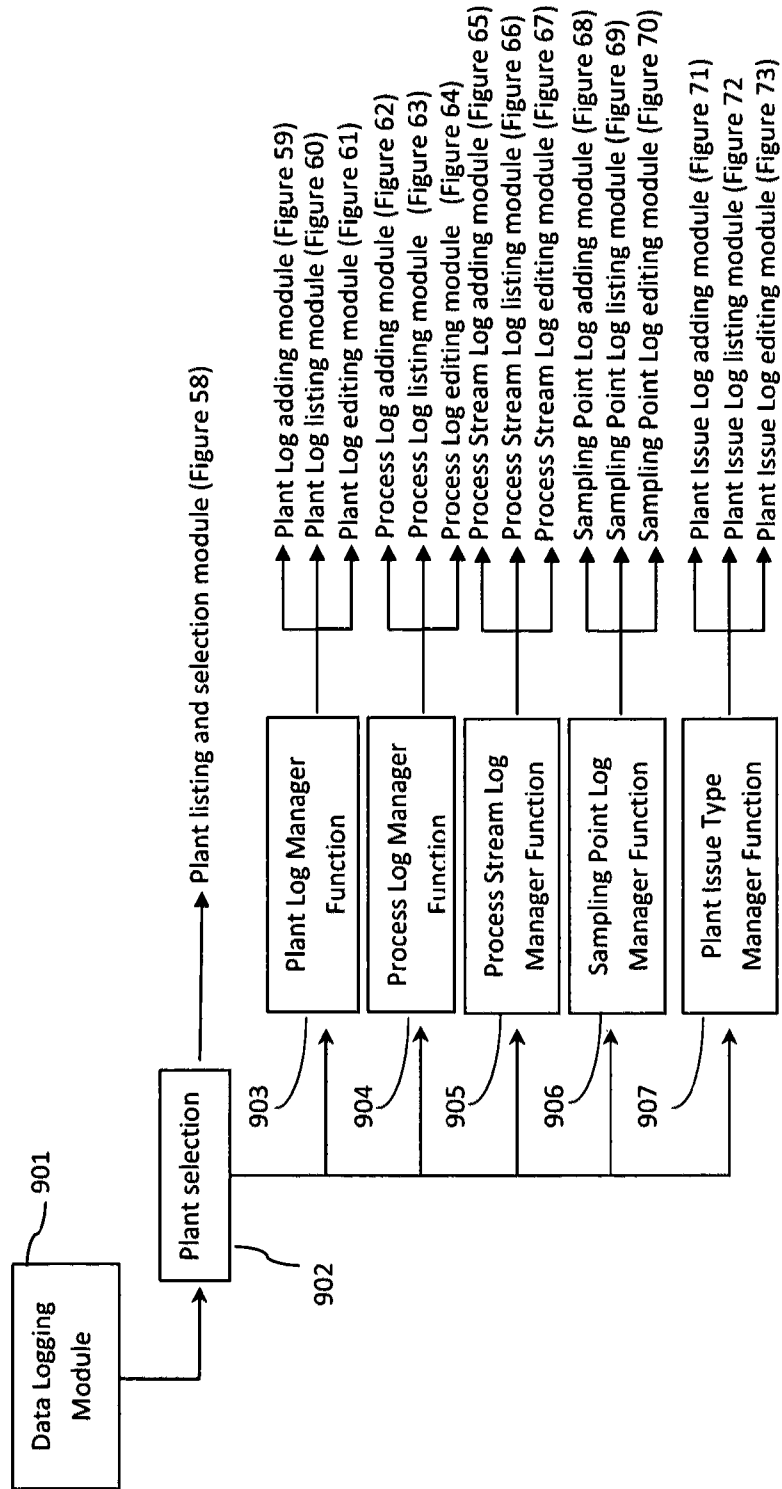 Data Logging
Module
901
Plant selection
902
Plant listing and selection module (Figure 58)
903
Plant Log Manager
Function
Plant Log adding module (Figure 59)
Plant Log listing module (Figure 60)
Plant Log editing module (Figure 61)
904
Process Log Manager
Function
Process Log adding module (Figure 62)
Process Log listing module (Figure 63)
Process Log editing module (Figure 64)
905
Process Stream Log
Manager Function
Process Stream Log adding module (Figure 65)
Process Stream Log listing module (Figure 66)
Process Stream Log editing module (Figure 67)
906
Sampling Point Log
Manager Function
Sampling Point Log adding module (Figure 68)
Sampling Point Log listing module (Figure 69)
Sampling Point Log editing module (Figure 70)
907
Plant Issue Type
Manager Function
Plant Issue Log adding module (Figure 71)
Plant Issue Log listing module (Figure 72
Plant Issue Log editing module (Figure 73)